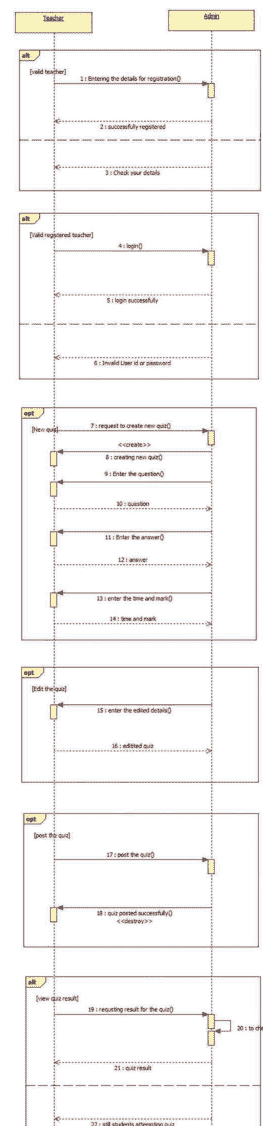 Teacher
Admin
alt
[valid teacher]
1 : Entering the details for registration()
2 : successfully registered
3 : Check your details
alt
[Valid registered teacher]
4 : login()
5 : login successfully
6 : Invalid User id or password
opt
[New quiz]
7 : request to create new quiz()
<<create>>
8 : creating new quiz()
9 : Enter the question()
10 : question
11 : Enter the answer()
12 : answer
13 : enter the time and mark()
14 : time and mark
opt
[Edit the quiz]
15 : enter the edited details()
16 : editited quiz
opt
[post the quiz]
17 : post the quiz()
18 : quiz posted successfully()
<<destroy>>
alt
[view quiz result]
19 : requsting result for the quiz()
20 : to che
21 : quiz result
22 : still students attempting quiz